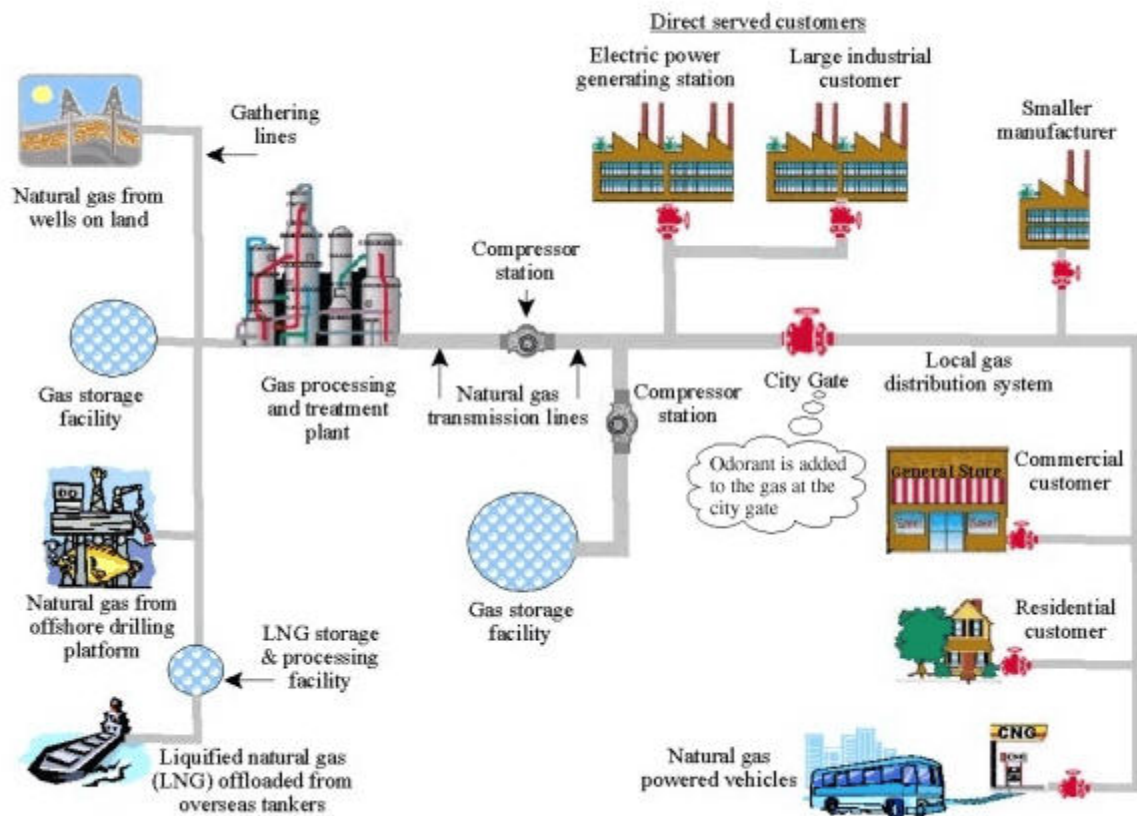 Direct served customers
Electric power
generating station
Large industrial
customer
Smaller
manufacturer
Gathering
lines
Natural gas from
wells on land
Compressor
station
Gas storage
facility
Gas processing
and treatment
plant
Natural gas
transmission lines
Compressor
station
City Gate
Local gas
distribution system
Odorant is added
to the gas at the
city gate
General Store
Commercial
customer
Natural gas from
offshore drilling
platform
Gas storage
facility
LNG storage
& processing
facility
Residential
customer
Liquified natural gas
(LNG) offloaded from
overseas tankers
Natural gas
powered vehicles
CNG